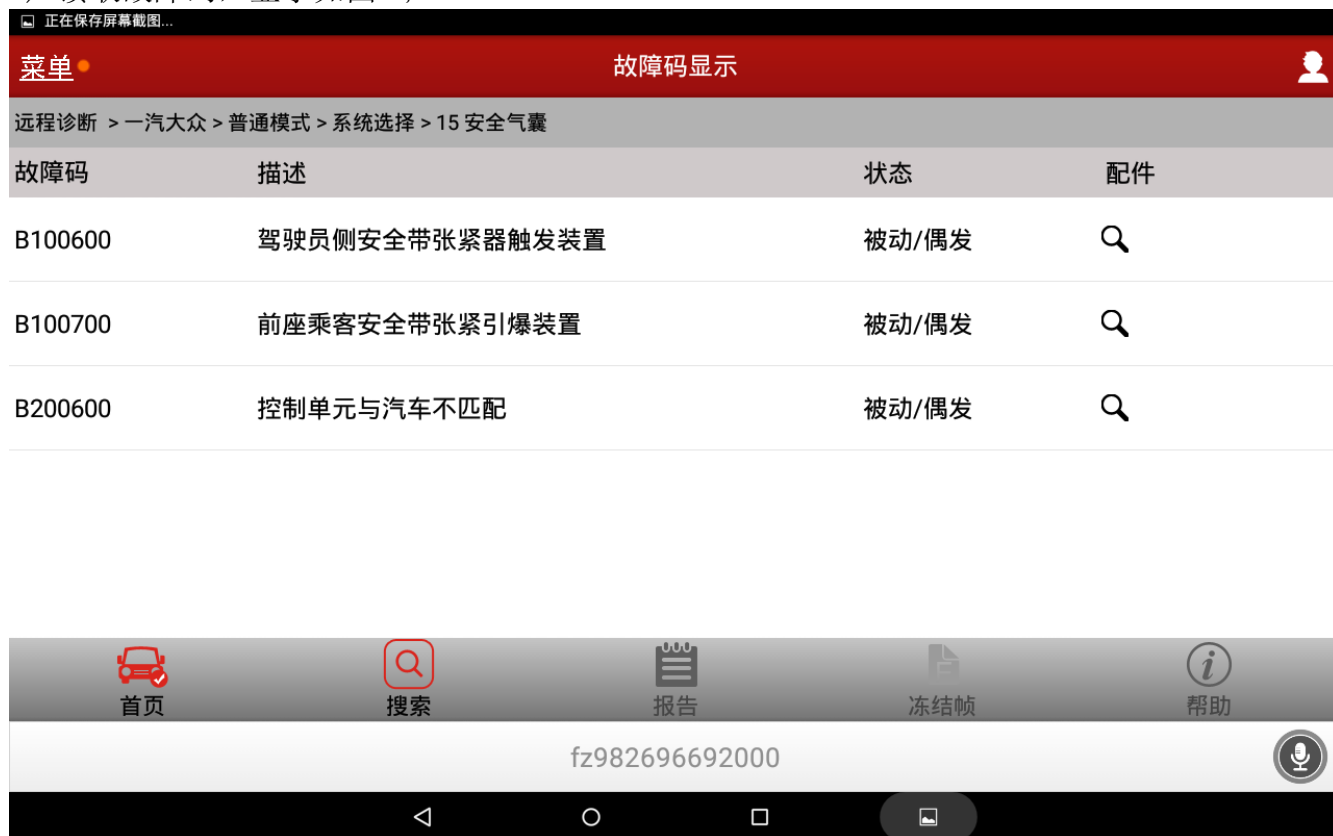 正在保存屏幕截图...
菜单
故障码显示
远程诊断 > 一汽大众 > 普通模式 > 系统选择 > 15 安全气囊
故障码 描述 状态 配件
B100600 驾驶员侧安全带张紧器触发装置 被动/偶发
B100700 前座乘客安全带张紧引爆装置 被动/偶发
B200600 控制单元与汽车不匹配 被动/偶发
首页 搜索 报告 冻结帧 帮助
fz982696692000